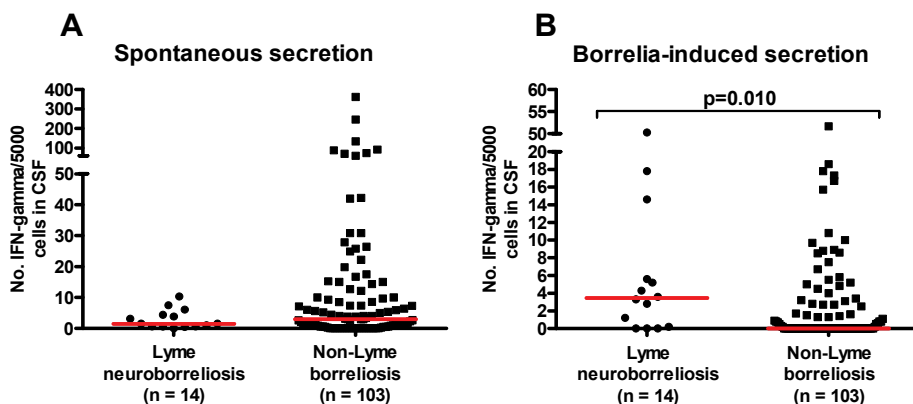 A
Spontaneous secretion
No. IFN-gamma/5000
cells in CSF
400
300
200
100
50
40
30
20
10
0
Lyme
neuroborreliosis
(n = 14)
Non-Lyme
borreliosis
(n = 103)
B
Borrelia-induced secretion
p=0.010
No. IFN-gamma/5000
cells in CSF
60
55
50
20
18
16
14
12
10
8
6
4
2
0
Lyme
neuroborreliosis
(n = 14)
Non-Lyme
borreliosis
(n = 103)